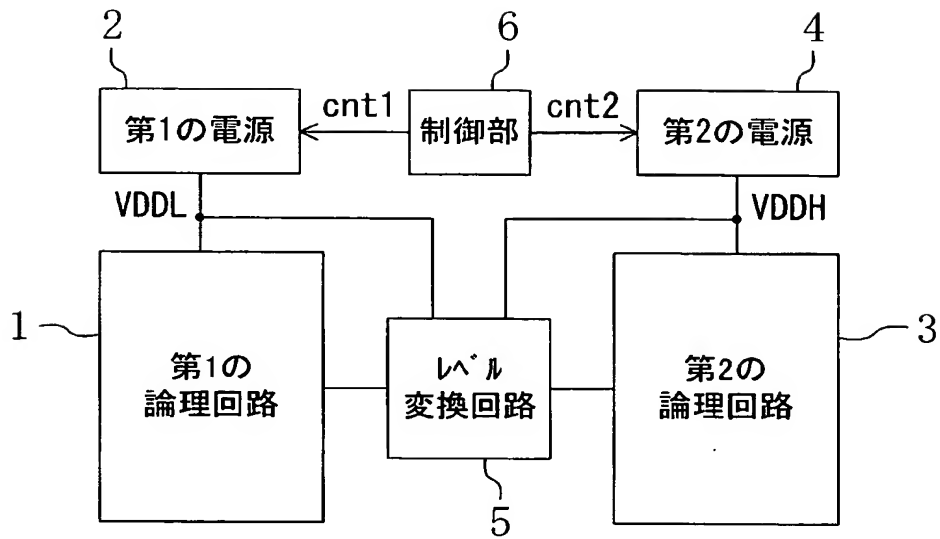 2
6
4
第1の電源
cnt1
制御部
cnt2
第2の電源
VDDL
VDDH
1
第1の
論理回路
ﾚﾍﾞﾙ
変換回路
第2の
論理回路
3
5